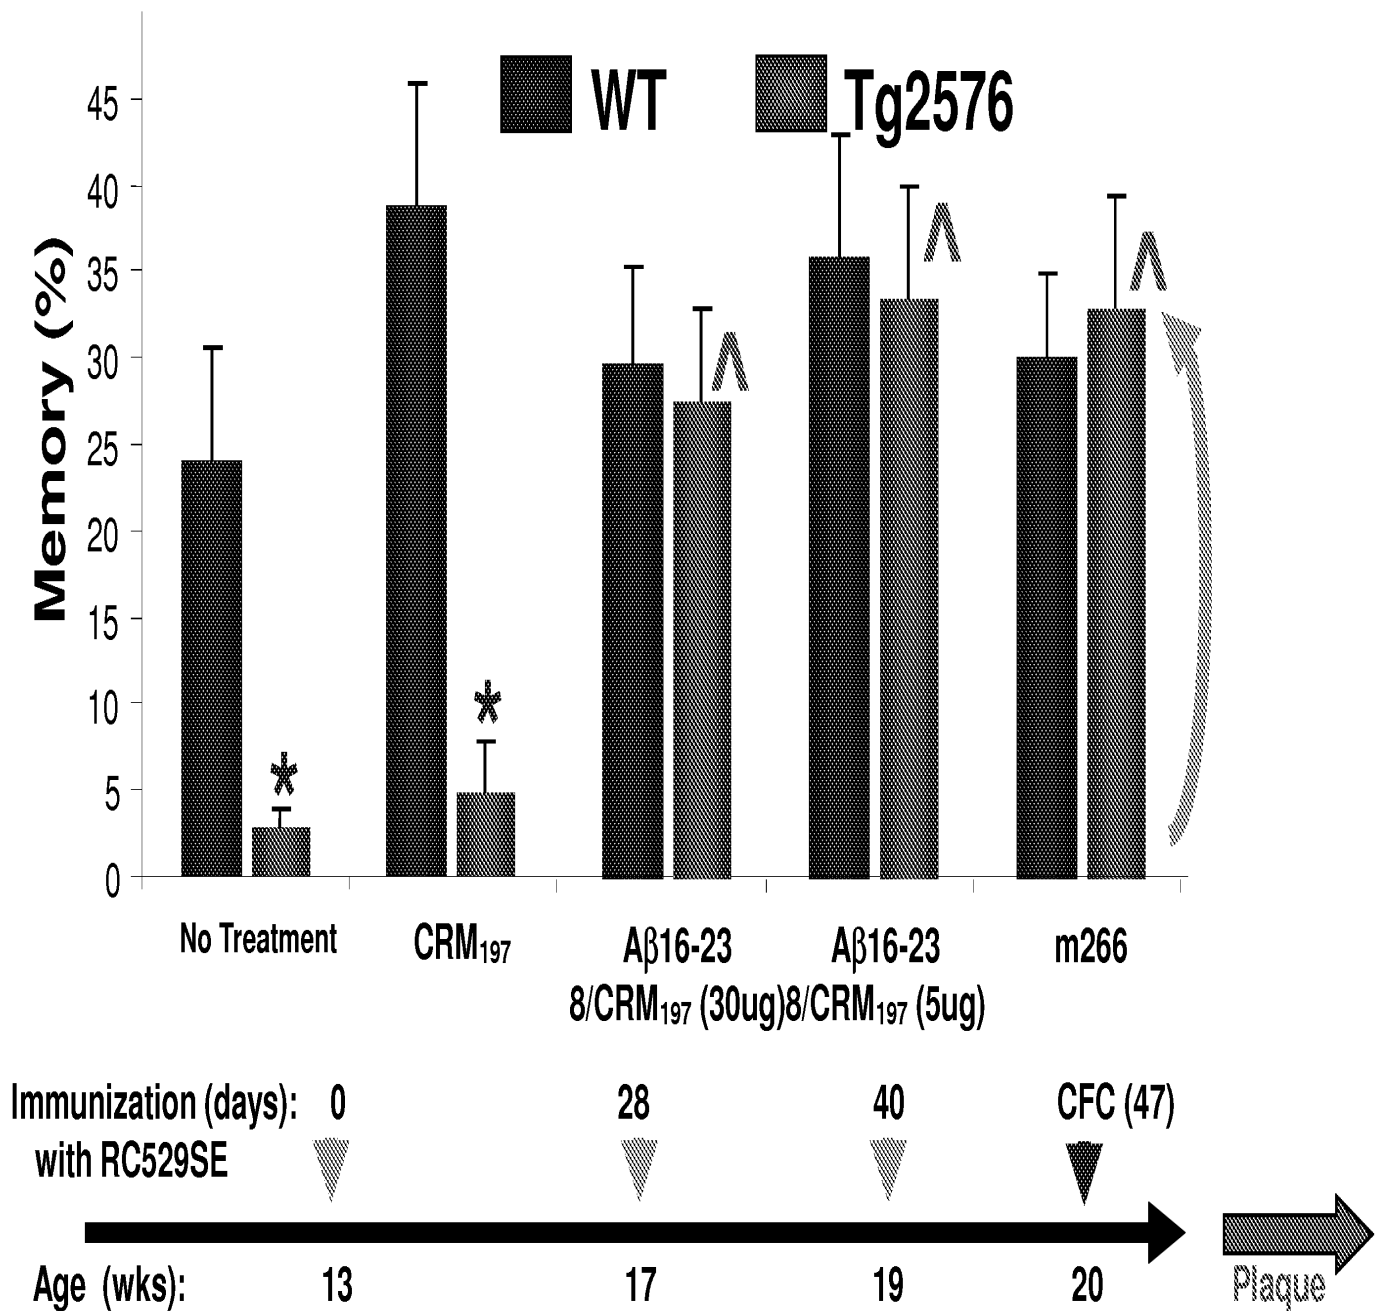 WT Tg2576
Memory (%)
45
40
35
30
25
20
15
10
5
0
*
*
^
^
^
No Treatment CRM197 Aβ16-23 Aβ16-23 m266
8/CRM197 (30ug) 8/CRM197 (5ug)
Immunization (days): 0 28 40 CFC (47)
with RC529SE
Age (wks): 13 17 19 20 Plaque